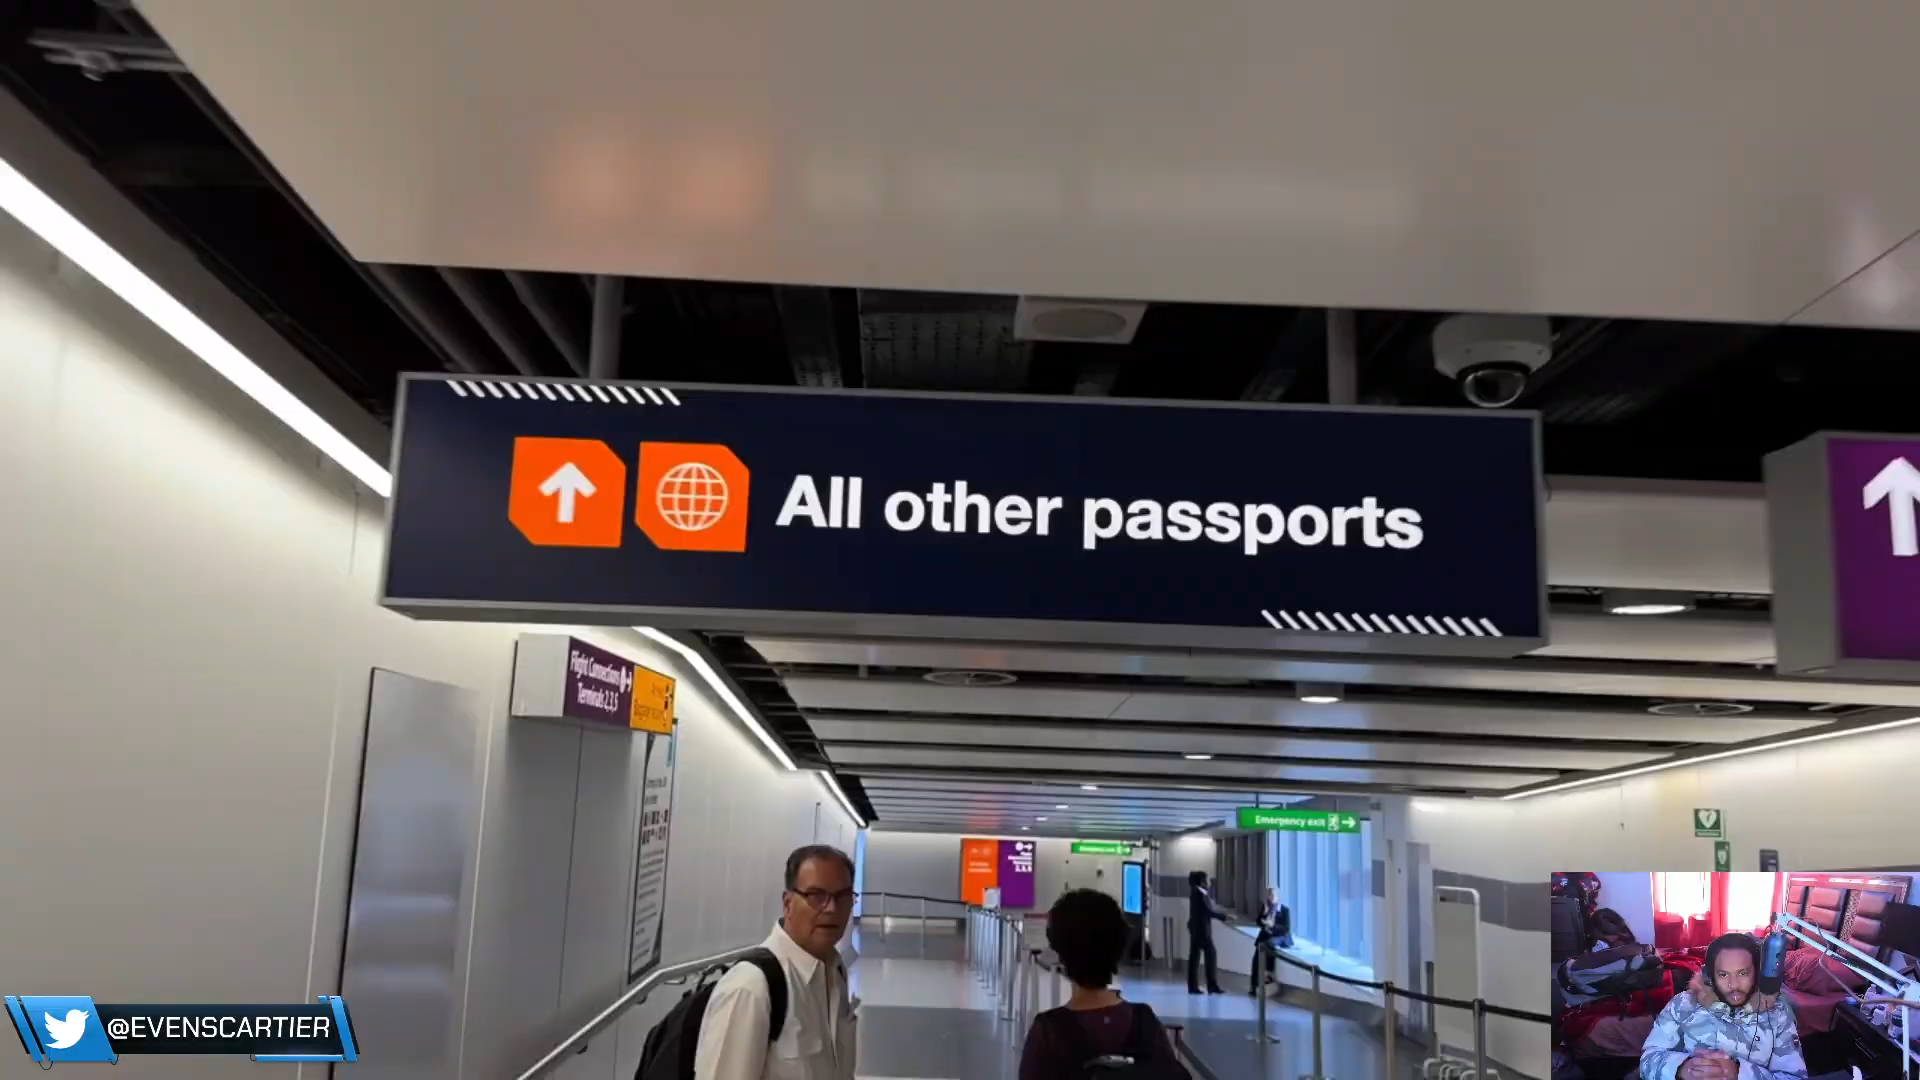 All other passports
Flight Connections
Terminals 2,3,5
Emergency exit
@EVENSCARTIER